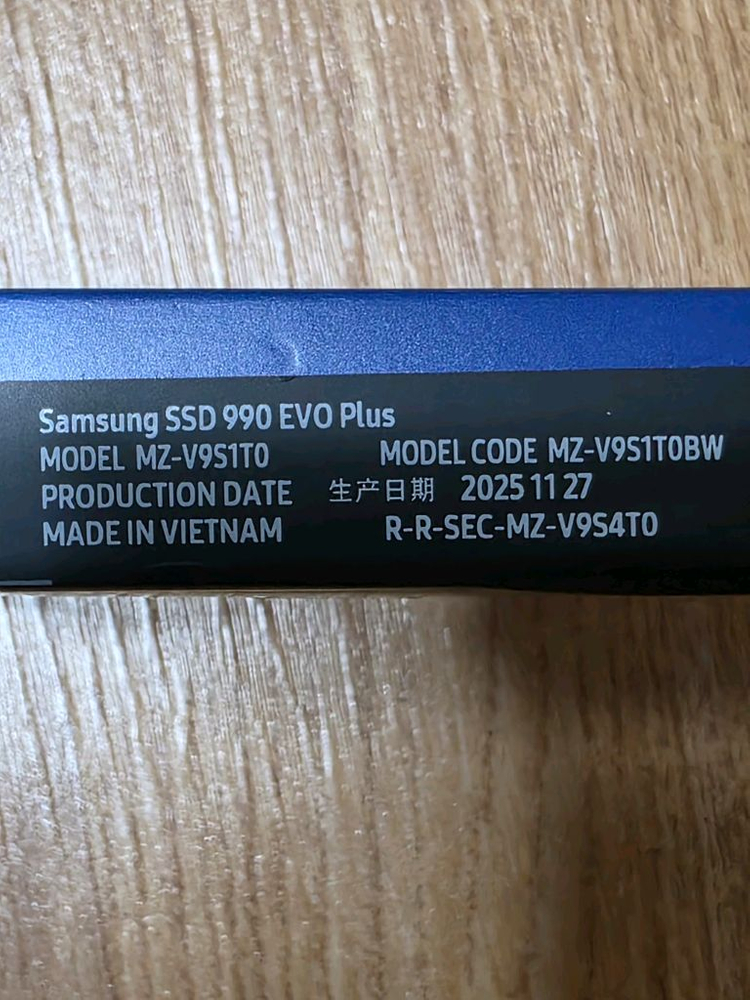 Samsung SSD 990 EVO Plus
MODEL MZ-V9S1T0 MODEL CODE MZ-V9S1T0BW
PRODUCTION DATE 生产日期 2025 11 27
MADE IN VIETNAM R-R-SEC-MZ-V9S4T0